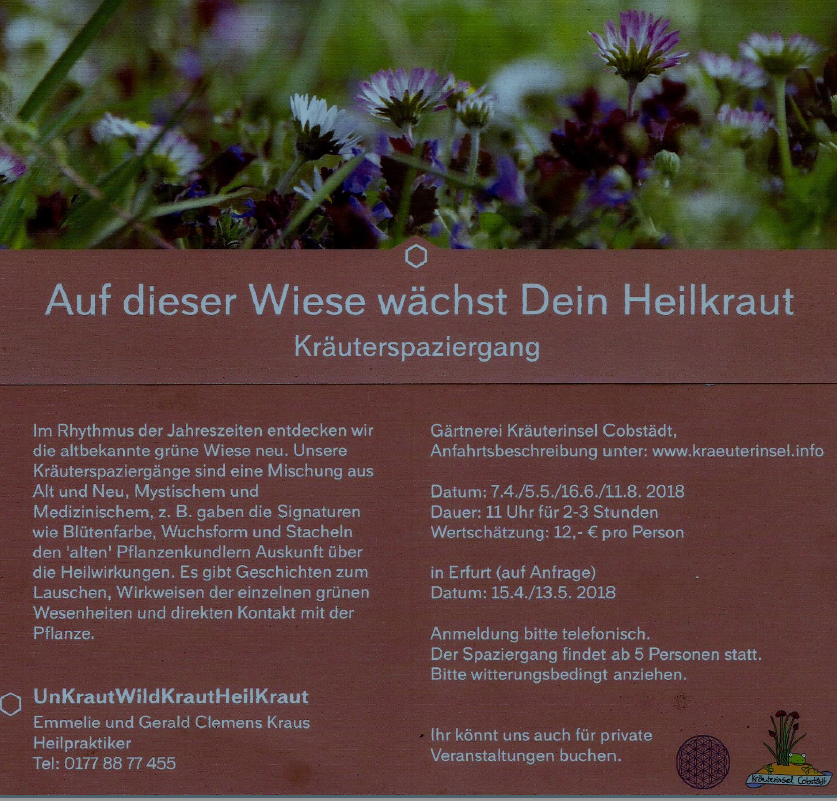 Auf dieser Wiese wächst Dein Heilkraut
Kräuterspaziergang
Im Rhythmus der Jahreszeiten entdecken wir
die altbekannte grüne Wiese neu. Unsere
Kräuterspaziergänge sind eine Mischung aus
Alt und Neu, Mystischem und
Medizinischem, z. B. gaben die Signaturen
wie Blütenfarbe, Wuchsform und Stacheln
den 'alten' Pflanzenkundlern Auskunft über
die Heilwirkungen. Es gibt Geschichten zum
Lauschen, Wirkweisen der einzelnen grünen
Wesenheiten und direkten Kontakt mit der
Pflanze.
UnKrautWildKrautHeilKraut
Emmelie und Gerald Clemens Kraus
Heilpraktiker
Tel: 0177 88 77 455
Gärtnerei Kräuterinsel Cobstädt,
Anfahrtsbeschreibung unter: www.kraeuterinsel.info
Datum: 7.4./5.5./16.6./11.8. 2018
Dauer: 11 Uhr für 2-3 Stunden
Wertschätzung: 12,- € pro Person
in Erfurt (auf Anfrage)
Datum: 15.4./13.5. 2018
Anmeldung bitte telefonisch.
Der Spaziergang findet ab 5 Personen statt.
Bitte witterungsbedingt anziehen.
Ihr könnt uns auch für private
Veranstaltungen buchen.
Kräuterinsel Cobstädt